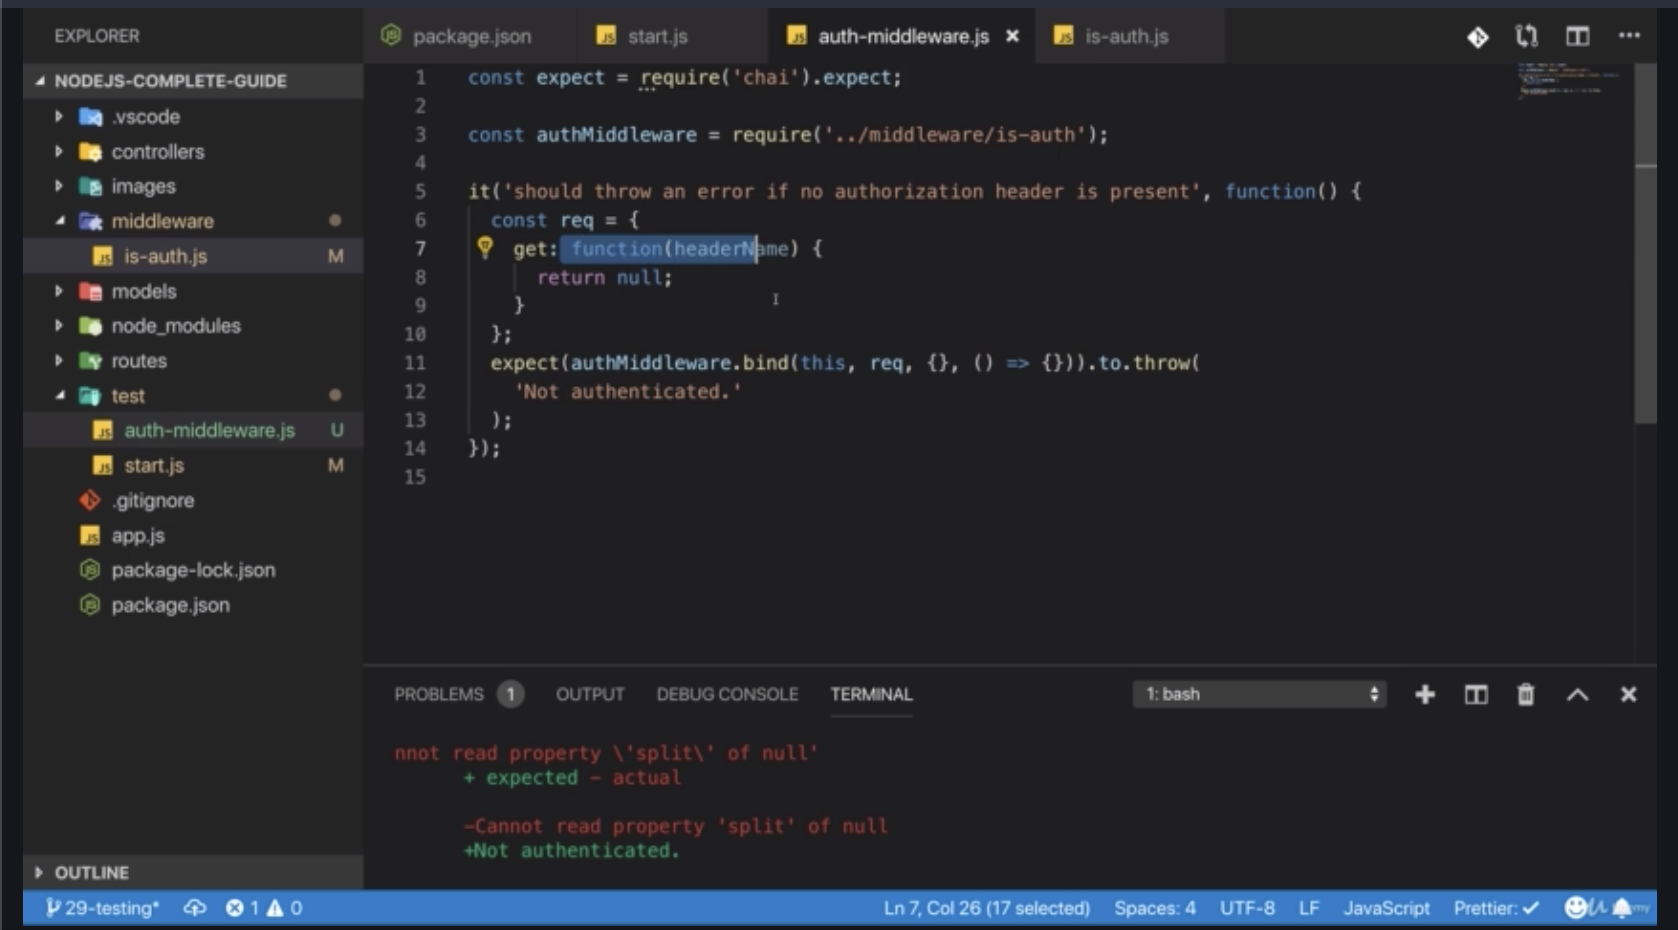 EXPLORER
package.json
start.js
auth-middleware.js
is-auth.js
NODEJS-COMPLETE-GUIDE
.vscode
controllers
images
middleware
is-auth.js M
models
node_modules
routes
test
auth-middleware.js U
start.js M
.gitignore
app.js
package-lock.json
package.json
OUTLINE
1 const expect = require('chai').expect;
2
3 const authMiddleware = require('../middleware/is-auth');
4
5 it('should throw an error if no authorization header is present', function() {
6 const req = {
7 get: function(headerName) {
8 return null;
9 }
10 };
11 expect(authMiddleware.bind(this, req, {}, () => {})).to.throw(
12 'Not authenticated.'
13 );
14 });
15
PROBLEMS 1 OUTPUT DEBUG CONSOLE TERMINAL 1: bash
nnot read property \'split\' of null'
+ expected - actual
-Cannot read property 'split' of null
+Not authenticated.
29-testing* 1 0 Ln 7, Col 26 (17 selected) Spaces: 4 UTF-8 LF JavaScript Prettier: